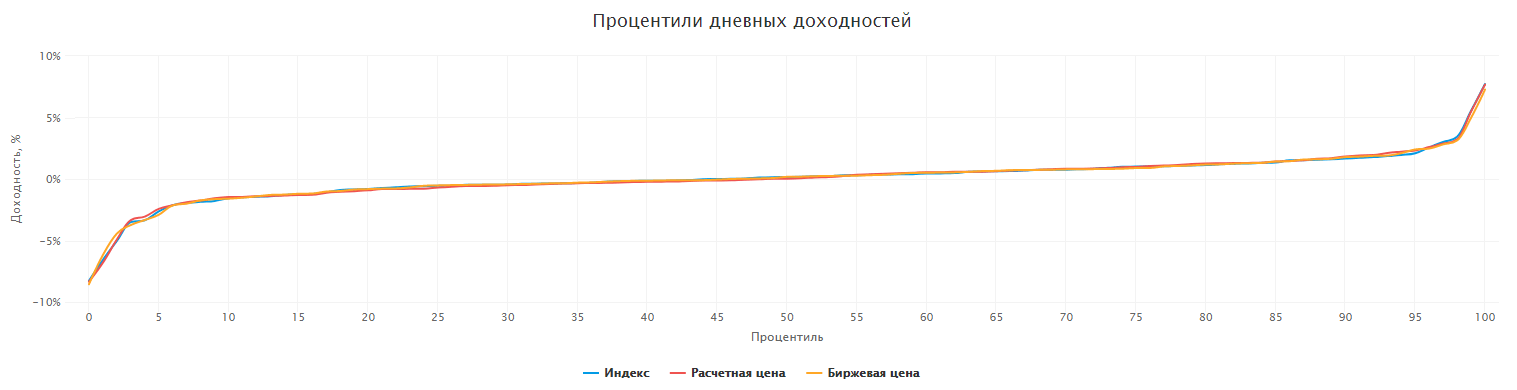 Процентили дневных доходностей
10%
5%
0%
−5%
−10%
Доходность, %
0 5 10 15 20 25 30 35 40 45 50 55 60 65 70 75 80 85 90 95 100
Процентиль
Индекс Расчетная цена Биржевая цена